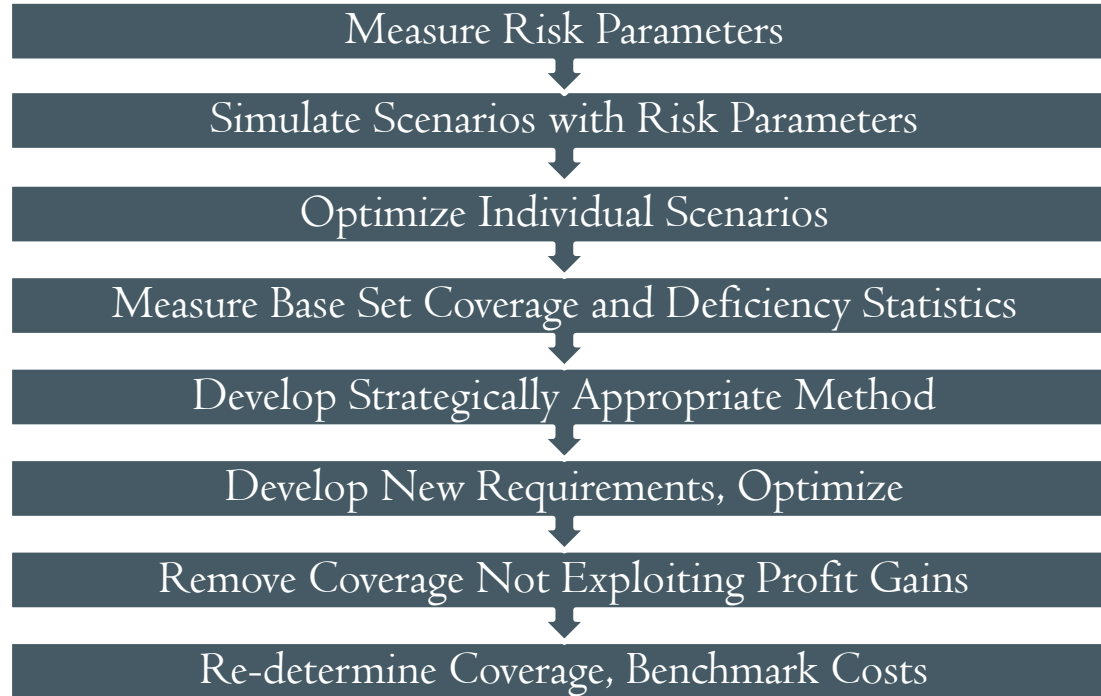 Measure Risk Parameters
Simulate Scenarios with Risk Parameters
Optimize Individual Scenarios
Measure Base Set Coverage and Deficiency Statistics
Develop Strategically Appropriate Method
Develop New Requirements, Optimize
Remove Coverage Not Exploiting Profit Gains
Re-determine Coverage, Benchmark Costs